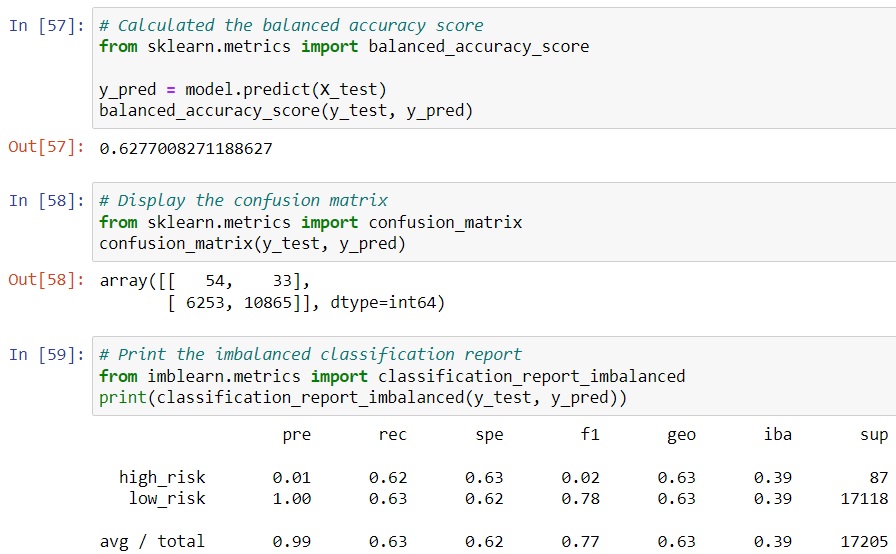 In [57]: # Calculated the balanced accuracy score
from sklearn.metrics import balanced_accuracy_score
y_pred = model.predict(X_test)
balanced_accuracy_score(y_test, y_pred)
Out[57]: 0.6277008271188627
In [58]: # Display the confusion matrix
from sklearn.metrics import confusion_matrix
confusion_matrix(y_test, y_pred)
Out[58]: array([[   54,    33],
[ 6253, 10865]], dtype=int64)
In [59]: # Print the imbalanced classification report
from imblearn.metrics import classification_report_imbalanced
print(classification_report_imbalanced(y_test, y_pred))
pre rec spe f1 geo iba sup
high_risk 0.01 0.62 0.63 0.02 0.63 0.39 87
low_risk 1.00 0.63 0.62 0.78 0.63 0.39 17118
avg / total 0.99 0.63 0.62 0.77 0.63 0.39 17205